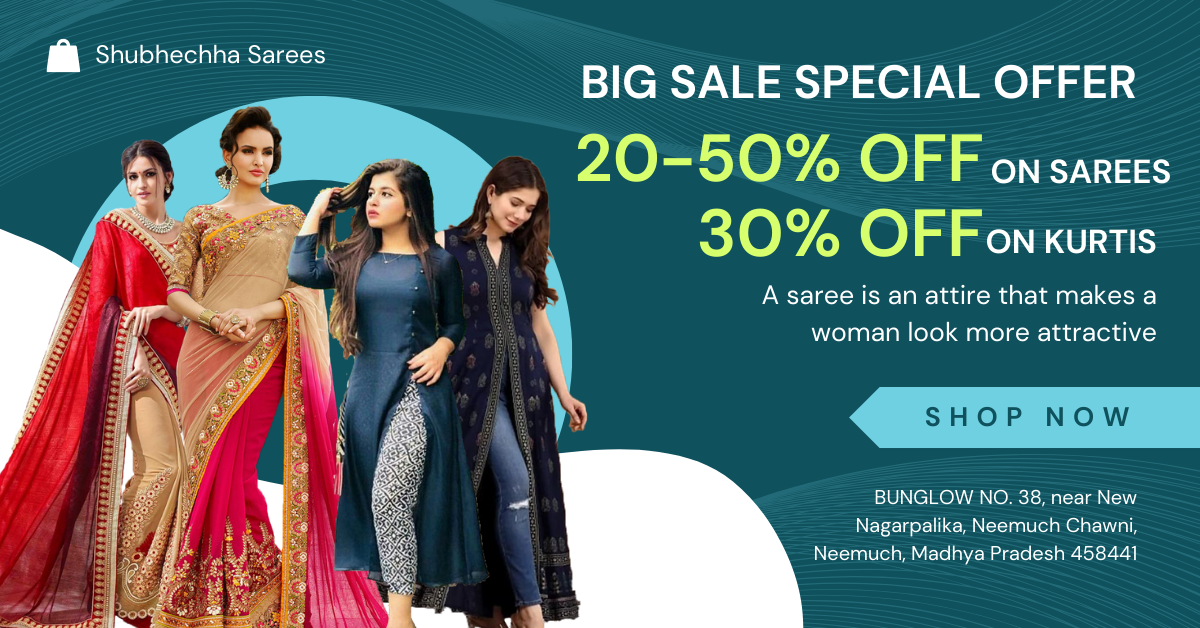 Shubhechha Sarees
BIG SALE SPECIAL OFFER
20-50% OFF ON SAREES
30% OFF ON KURTIS
A saree is an attire that makes a
woman look more attractive
SHOP NOW
BUNGLOW NO. 38, near New
Nagarpalika, Neemuch Chawni,
Neemuch, Madhya Pradesh 458441